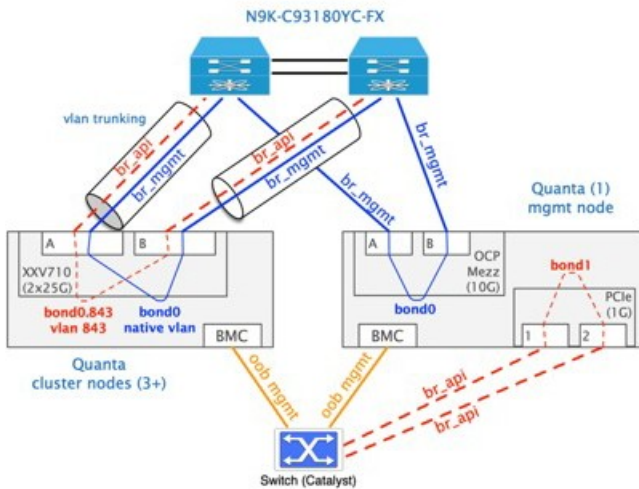 N9K-C93180YC-FX
vlan trunking
br_api
br_mgmt
br_api
br_mgmt
br_mgmt
br_mgmt
Quanta (1)
mgmt node
A
B
XXV710
(2x25G)
bond0.843
vlan 843
bond0
native vlan
BMC
A
B
OCP
Mezz
(10G)
bond0
BMC
bond1
PCIe
(1G)
1
2
Quanta
cluster nodes (3+)
oob mgmt
oob mgmt
br_api
br_api
Switch (Catalyst)